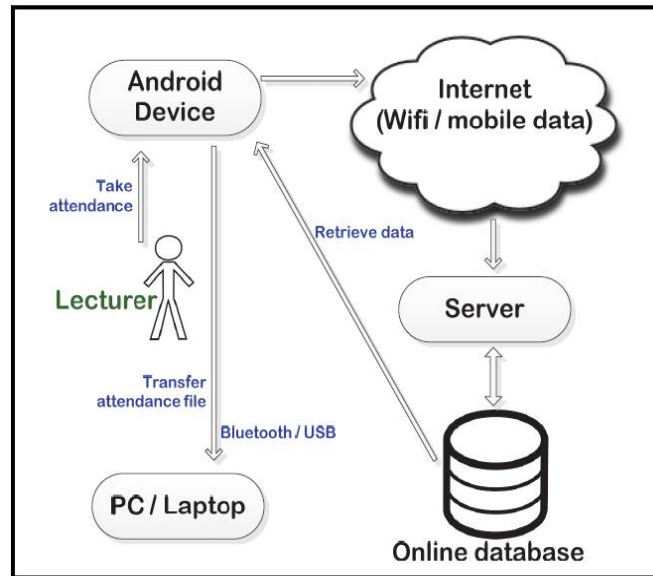 Android
Device
Internet
(Wifi / mobile data)
Take
attendance
Retrieve data
Lecturer
Server
Transfer
attendance file
Bluetooth / USB
PC / Laptop
Online database